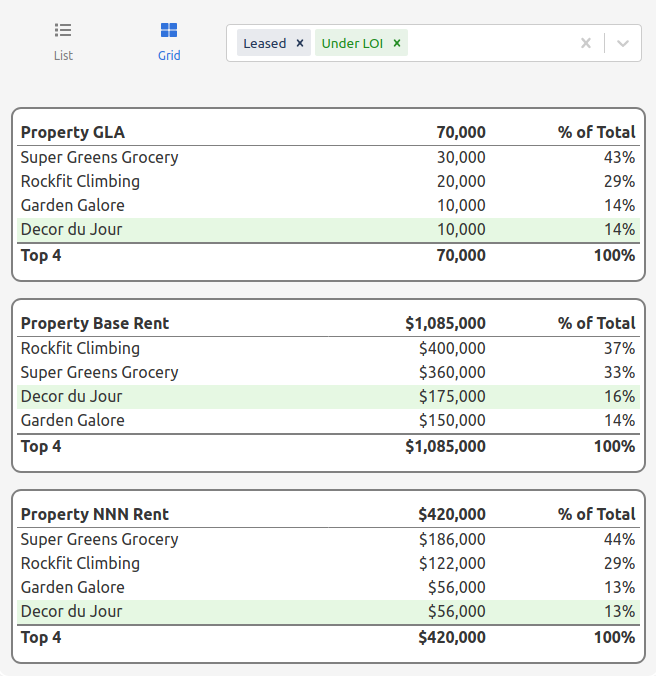 List Grid Leased × Under LOI ×
Property GLA 70,000 % of Total
Super Greens Grocery 30,000 43%
Rockfit Climbing 20,000 29%
Garden Galore 10,000 14%
Decor du Jour 10,000 14%
Top 4 70,000 100%
Property Base Rent $1,085,000 % of Total
Rockfit Climbing $400,000 37%
Super Greens Grocery $360,000 33%
Decor du Jour $175,000 16%
Garden Galore $150,000 14%
Top 4 $1,085,000 100%
Property NNN Rent $420,000 % of Total
Super Greens Grocery $186,000 44%
Rockfit Climbing $122,000 29%
Garden Galore $56,000 13%
Decor du Jour $56,000 13%
Top 4 $420,000 100%